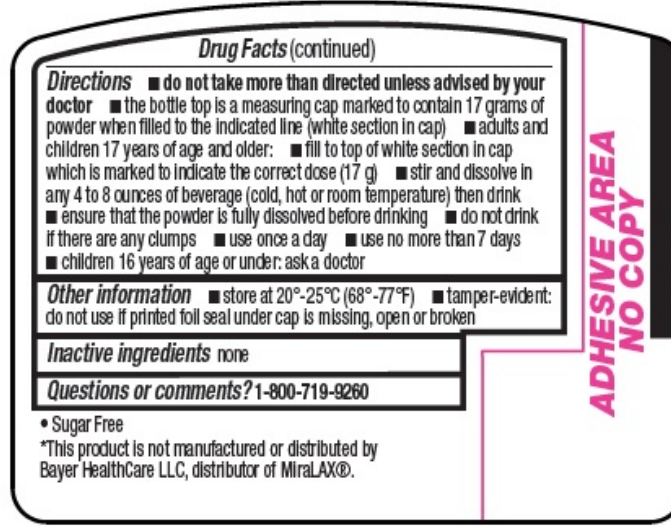 Drug Facts (continued)
Directions ■ do not take more than directed unless advised by your
doctor ■ the bottle top is a measuring cap marked to contain 17 grams of
powder when filled to the indicated line (white section in cap) ■ adults and
children 17 years of age and older: ■ fill to top of white section in cap
which is marked to indicate the correct dose (17 g) ■ stir and dissolve in
any 4 to 8 ounces of beverage (cold, hot or room temperature) then drink
■ ensure that the powder is fully dissolved before drinking ■ do not drink
if there are any clumps ■ use once a day ■ use no more than 7 days
■ children 16 years of age or under: ask a doctor
Other information ■ store at 20°-25°C (68°-77°F) ■ tamper-evident:
do not use if printed foil seal under cap is missing, open or broken
Inactive ingredients none
Questions or comments? 1-800-719-9260
• Sugar Free
*This product is not manufactured or distributed by
Bayer HealthCare LLC, distributor of MiraLAX®.
ADHESIVE AREA
NO COPY